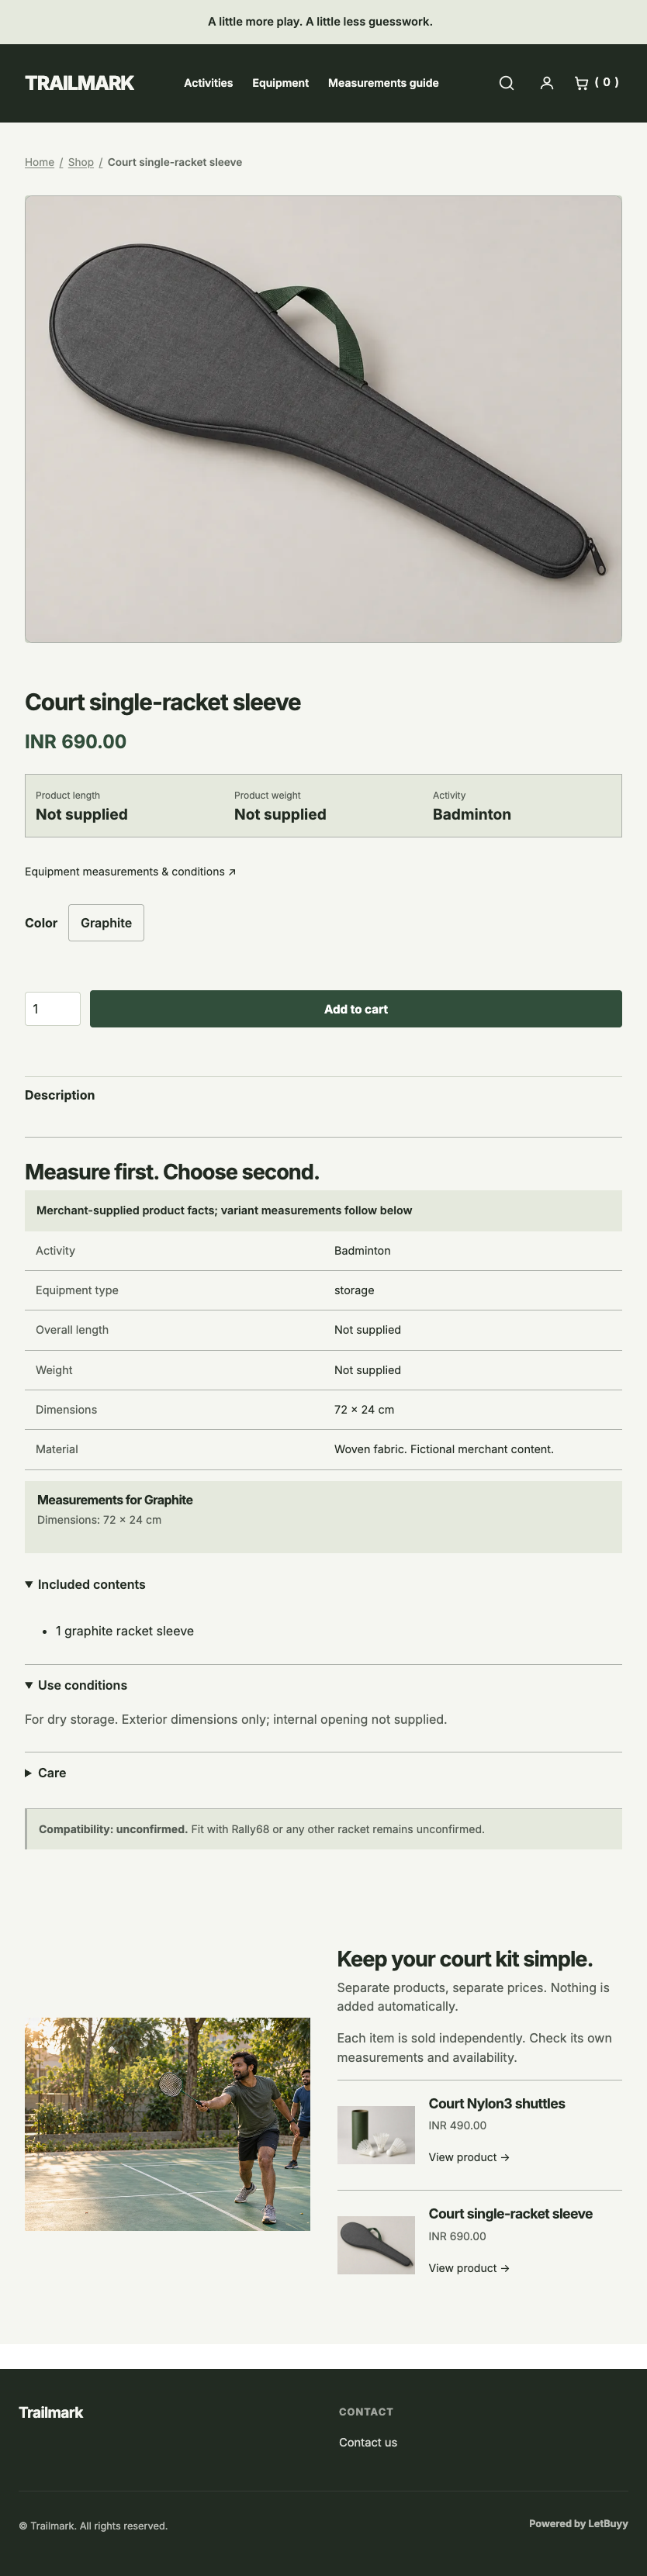 A little more play. A little less guesswork.
TRAILMARK
Activities
Equipment
Measurements guide
( 0 )
Home / Shop / Court single-racket sleeve
Court single-racket sleeve
INR 690.00
Product length
Not supplied
Product weight
Not supplied
Activity
Badminton
Equipment measurements & conditions ↗
Color
Graphite
1
Add to cart
Description
Measure first. Choose second.
Merchant-supplied product facts; variant measurements follow below
Activity
Badminton
Equipment type
storage
Overall length
Not supplied
Weight
Not supplied
Dimensions
72 × 24 cm
Material
Woven fabric. Fictional merchant content.
Measurements for Graphite
Dimensions: 72 × 24 cm
Included contents
• 1 graphite racket sleeve
Use conditions
For dry storage. Exterior dimensions only; internal opening not supplied.
Care
Compatibility: unconfirmed. Fit with Rally68 or any other racket remains unconfirmed.
Keep your court kit simple.
Separate products, separate prices. Nothing is
added automatically.
Each item is sold independently. Check its own
measurements and availability.
Court Nylon3 shuttles
INR 490.00
View product →
Court single-racket sleeve
INR 690.00
View product →
Trailmark
CONTACT
Contact us
© Trailmark. All rights reserved.
Powered by LetBuyy